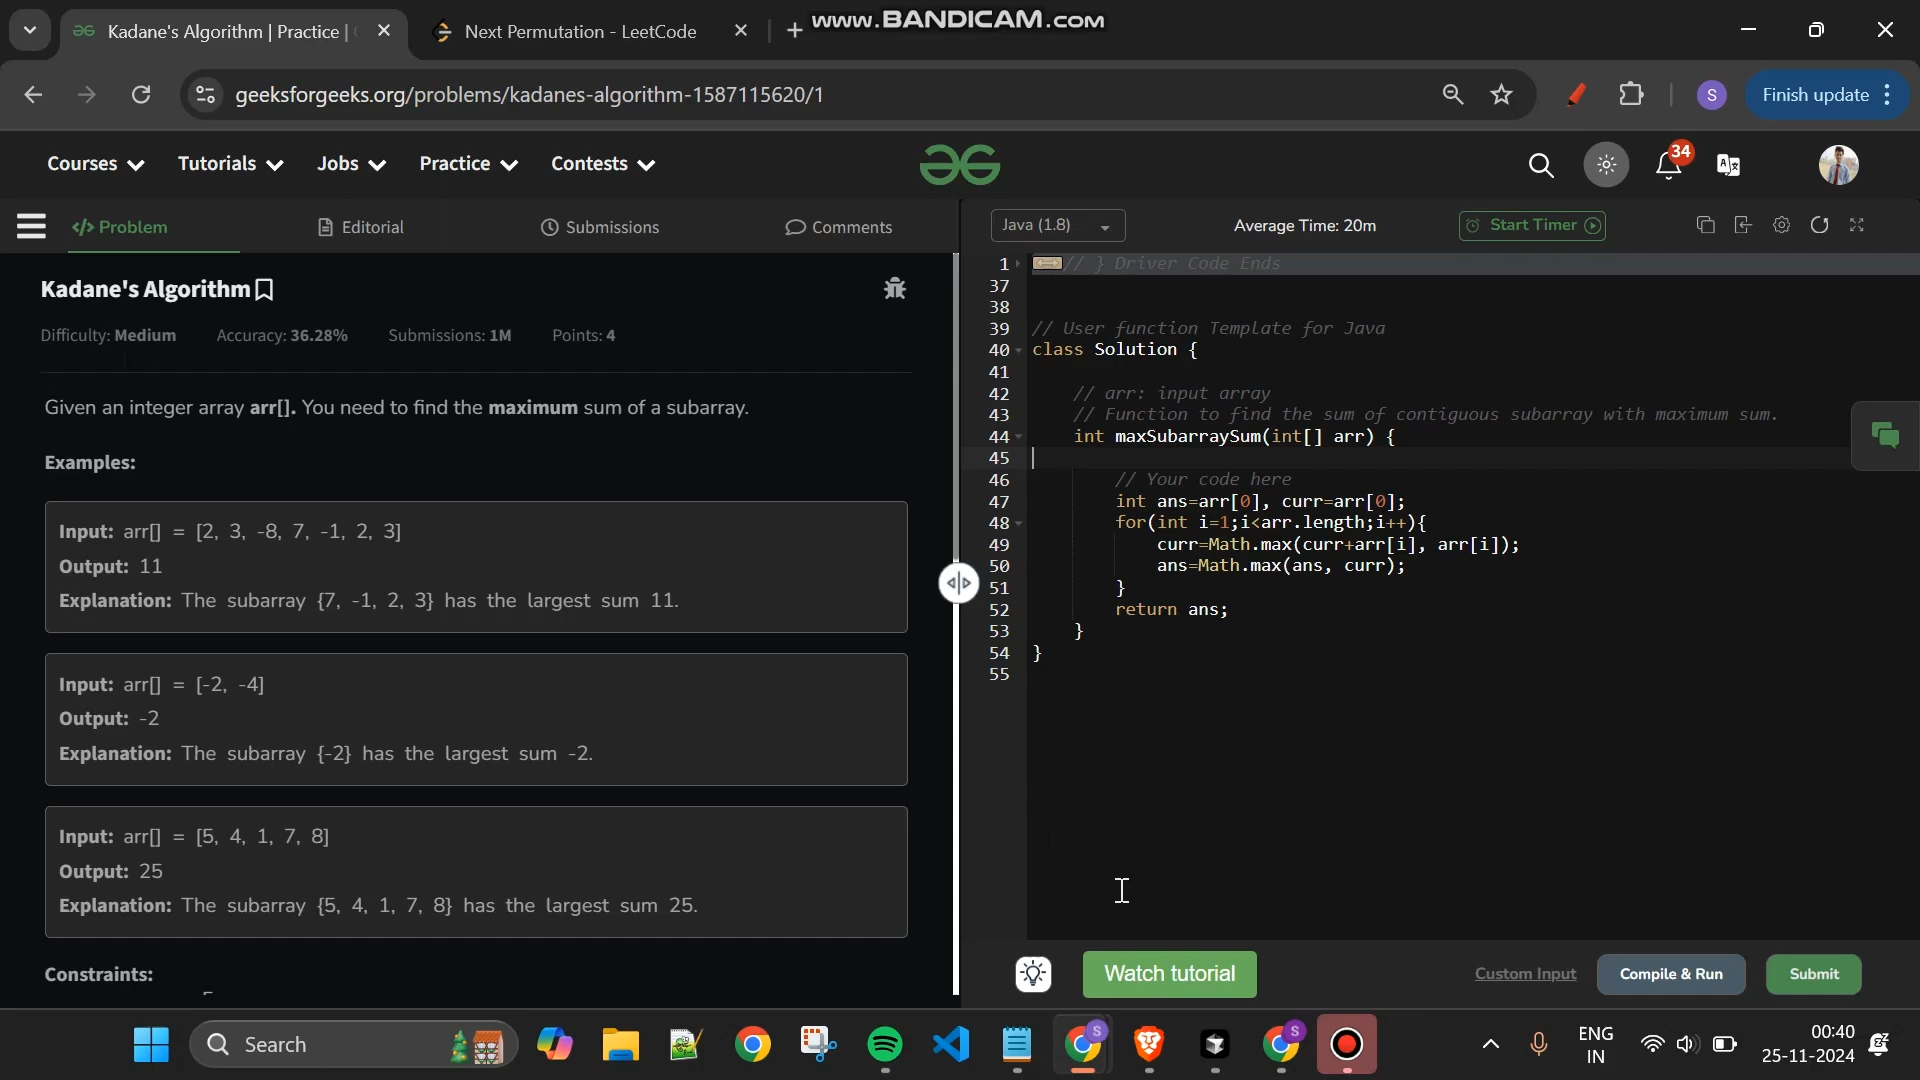 Kadane's Algorithm | Practice |
Next Permutation - LeetCode
www.BANDICAM.com
geeksforgeeks.org/problems/kadanes-algorithm-1587115620/1
S
Finish update
Courses
Tutorials
Jobs
Practice
Contests
34
</> Problem
Editorial
Submissions
Comments
Java (1.8)
Average Time: 20m
Start Timer
Kadane's Algorithm
Difficulty: Medium
Accuracy: 36.28%
Submissions: 1M
Points: 4
Given an integer array arr[]. You need to find the maximum sum of a subarray.
Examples:
Input: arr[] = [2, 3, -8, 7, -1, 2, 3]
Output: 11
Explanation: The subarray {7, -1, 2, 3} has the largest sum 11.
Input: arr[] = [-2, -4]
Output: -2
Explanation: The subarray {-2} has the largest sum -2.
Input: arr[] = [5, 4, 1, 7, 8]
Output: 25
Explanation: The subarray {5, 4, 1, 7, 8} has the largest sum 25.
Constraints:
1 // } Driver Code Ends
37
38
39 // User function Template for Java
40 class Solution {
41
42 // arr: input array
43 // Function to find the sum of contiguous subarray with maximum sum.
44 int maxSubarraySum(int[] arr) {
45
46 // Your code here
47 int ans=arr[0], curr=arr[0];
48 for(int i=1;i<arr.length;i++){
49 curr=Math.max(curr+arr[i], arr[i]);
50 ans=Math.max(ans, curr);
51 }
52 return ans;
53 }
54 }
55
Watch tutorial
Custom Input
Compile & Run
Submit
Search
S
S
ENG
IN
00:40
25-11-2024